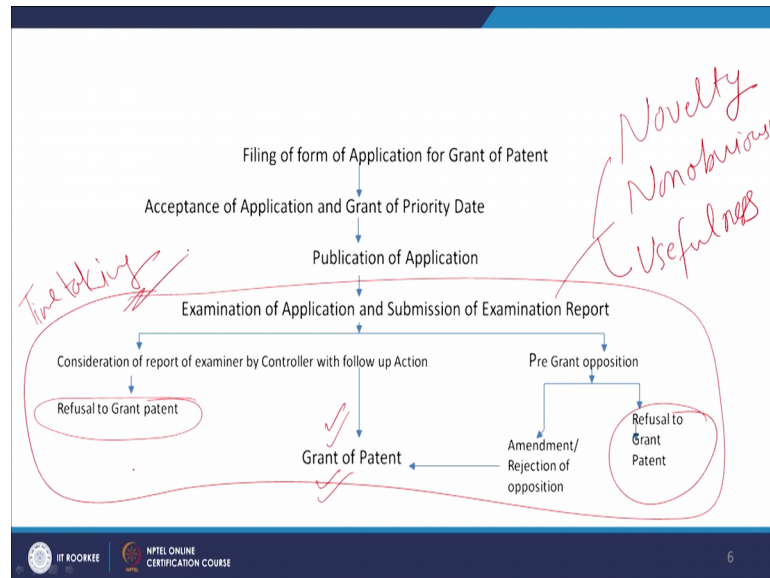 Novelty
Nonobvious
Usefulness
Filing of form of Application for Grant of Patent
Acceptance of Application and Grant of Priority Date
Publication of Application
Time taking
Examination of Application and Submission of Examination Report
Consideration of report of examiner by Controller with follow up Action
Pre Grant opposition
Refusal to Grant patent
Refusal to
Grant
Patent
Grant of Patent
Amendment/
Rejection of
opposition
IIT ROORKEE
NPTEL ONLINE
CERTIFICATION COURSE
6